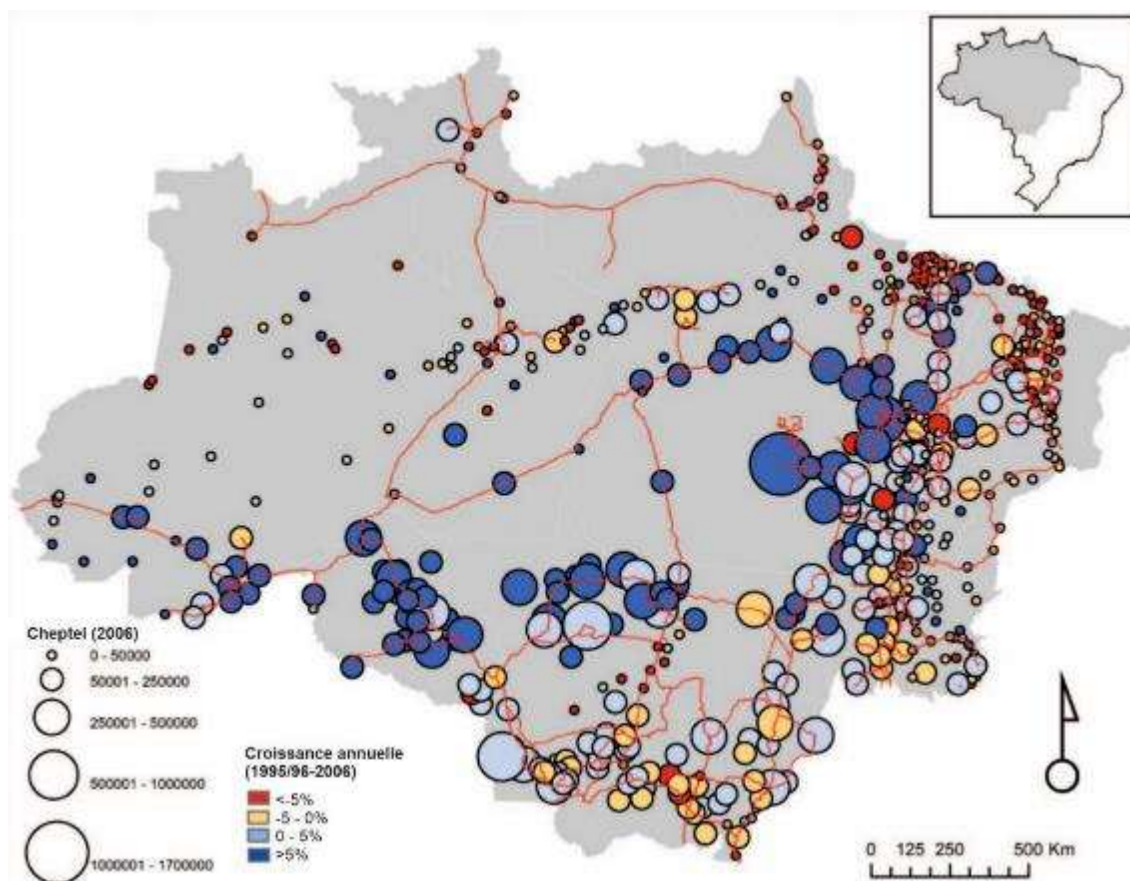 Cheptel (2006)
0 - 50000
50001 - 250000
250001 - 500000
500001 - 1000000
1000001 - 1700000
Croissance annuelle
(1995/96-2006)
<-5%
-5 - 0%
0 - 5%
>5%
0 125 250 500 Km